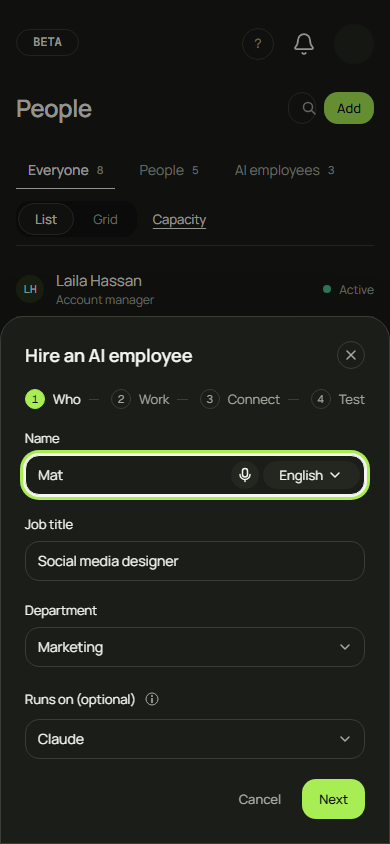 BETA
?
People
Add
Everyone 8 People 5 AI employees 3
List Grid Capacity
LH Laila Hassan
Account manager
Active
Hire an AI employee
1 Who 2 Work 3 Connect 4 Test
Name
Mat English
Job title
Social media designer
Department
Marketing
Runs on (optional)
Claude
Cancel Next